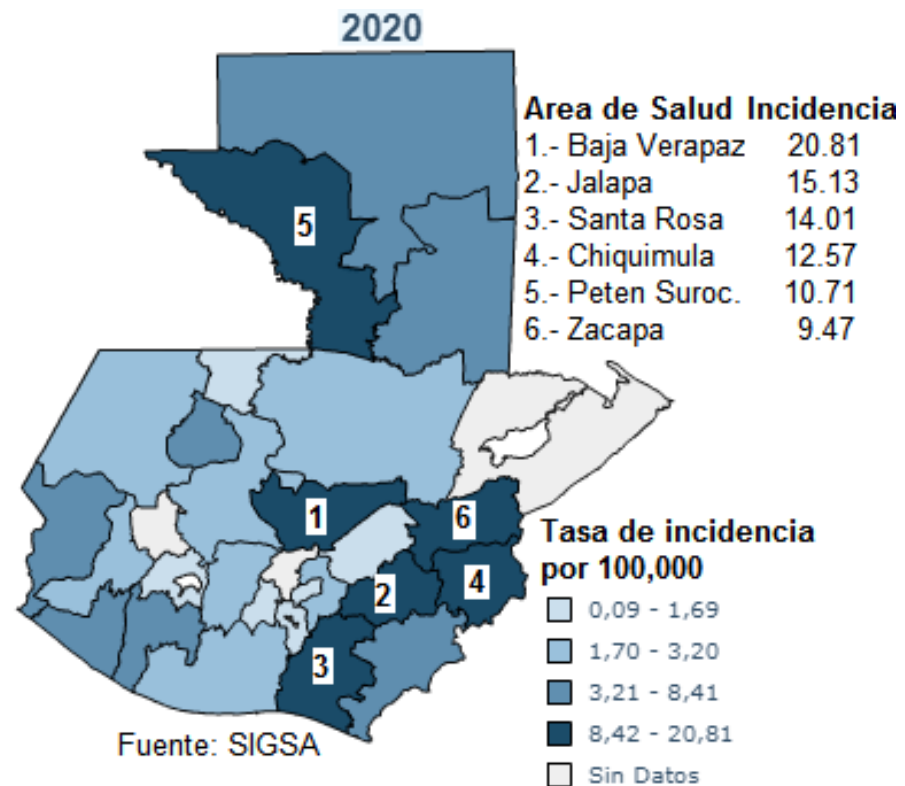 2020
Area de Salud Incidencia
1.- Baja Verapaz 20.81
2.- Jalapa 15.13
3.- Santa Rosa 14.01
4.- Chiquimula 12.57
5.- Peten Suroc. 10.71
6.- Zacapa 9.47
5
1
6
2
4
3
Tasa de incidencia
por 100,000
0,09 - 1,69
1,70 - 3,20
3,21 - 8,41
8,42 - 20,81
Sin Datos
Fuente: SIGSA